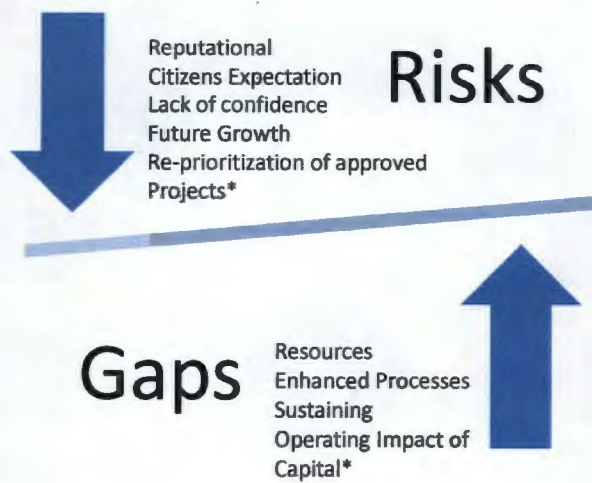 Reputational
Citizens Expectation
Lack of confidence
Future Growth
Re-prioritization of approved
Projects*
Risks
Gaps
Resources
Enhanced Processes
Sustaining
Operating Impact of
Capital*